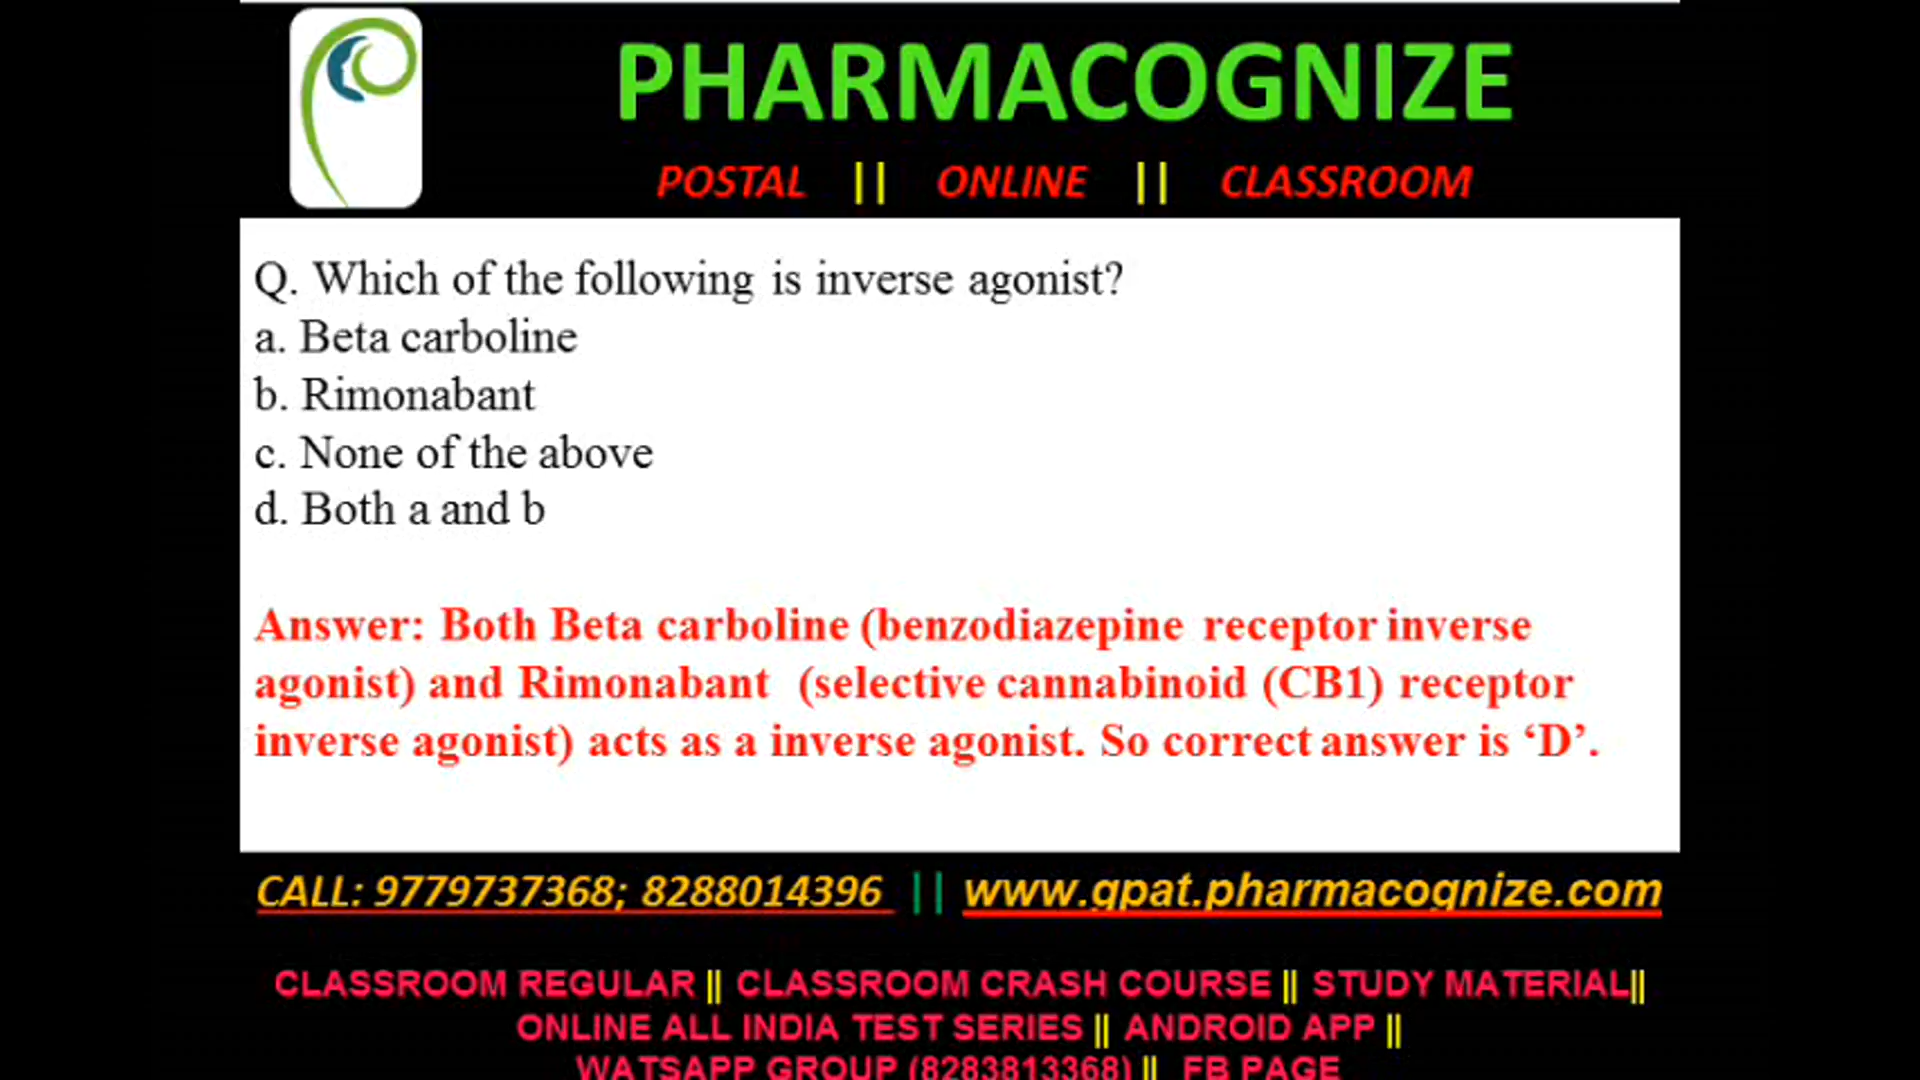 PHARMACOGNIZE
POSTAL || ONLINE || CLASSROOM
Q. Which of the following is inverse agonist?
a. Beta carboline
b. Rimonabant
c. None of the above
d. Both a and b
Answer: Both Beta carboline (benzodiazepine receptor inverse
agonist) and Rimonabant (selective cannabinoid (CB1) receptor
inverse agonist) acts as a inverse agonist. So correct answer is ‘D’.
CALL: 9779737368; 8288014396 || www.gpat.pharmacognize.com
CLASSROOM REGULAR || CLASSROOM CRASH COURSE || STUDY MATERIAL||
ONLINE ALL INDIA TEST SERIES || ANDROID APP ||
WATSAPP GROUP (8283813368) || FB PAGE